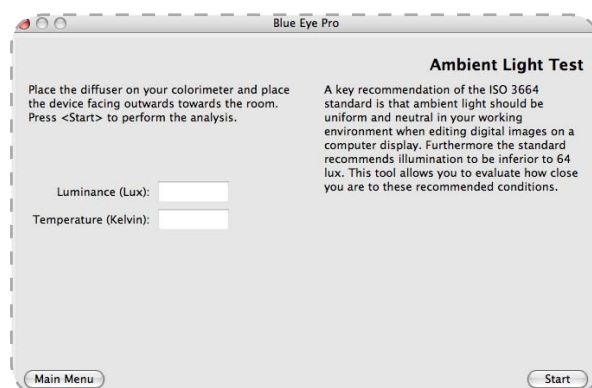 Blue Eye Pro
Ambient Light Test
Place the diffuser on your colorimeter and place
the device facing outwards towards the room.
Press <Start> to perform the analysis.
A key recommendation of the ISO 3664
standard is that ambient light should be
uniform and neutral in your working
environment when editing digital images on a
computer display. Furthermore the standard
recommends illumination to be inferior to 64
lux. This tool allows you to evaluate how close
you are to these recommended conditions.
Luminance (Lux):
Temperature (Kelvin):
Main Menu
Start